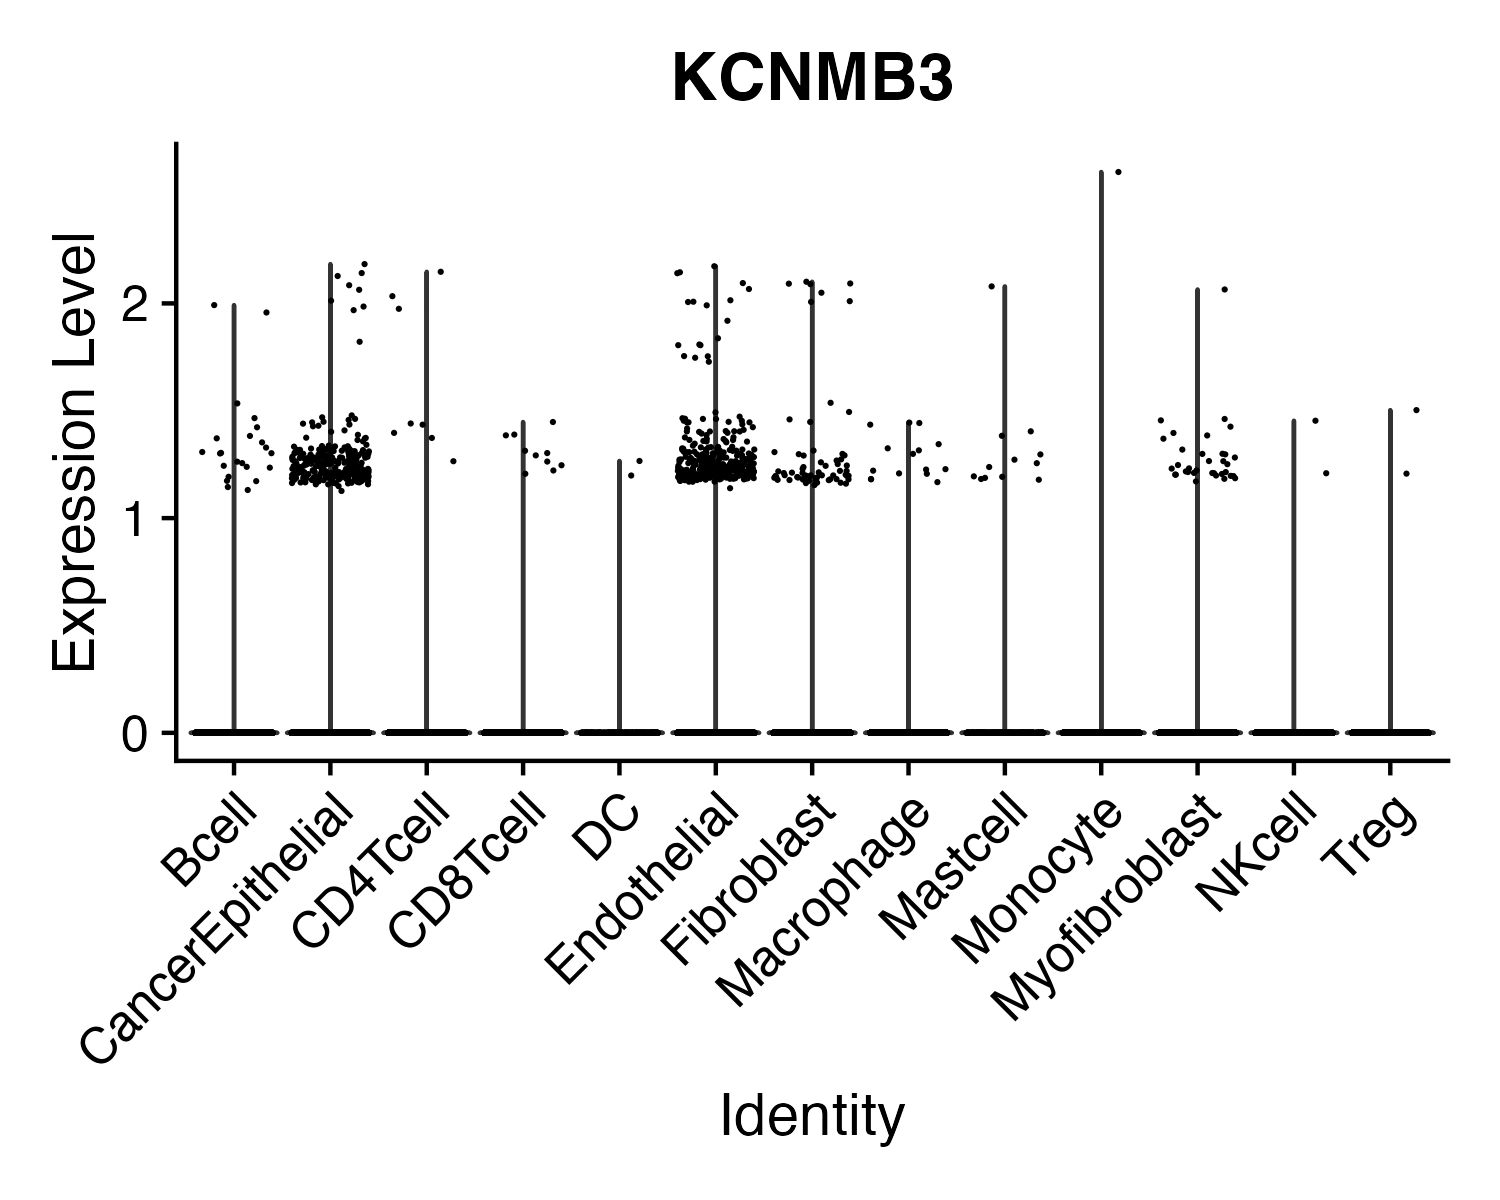 KCNMB3
Expression Level
2
1
0
Bcell
CancerEpithelial
CD4Tcell
CD8Tcell
DC
Endothelial
Fibroblast
Macrophage
Mastcell
Monocyte
Myofibroblast
NKcell
Treg
Identity